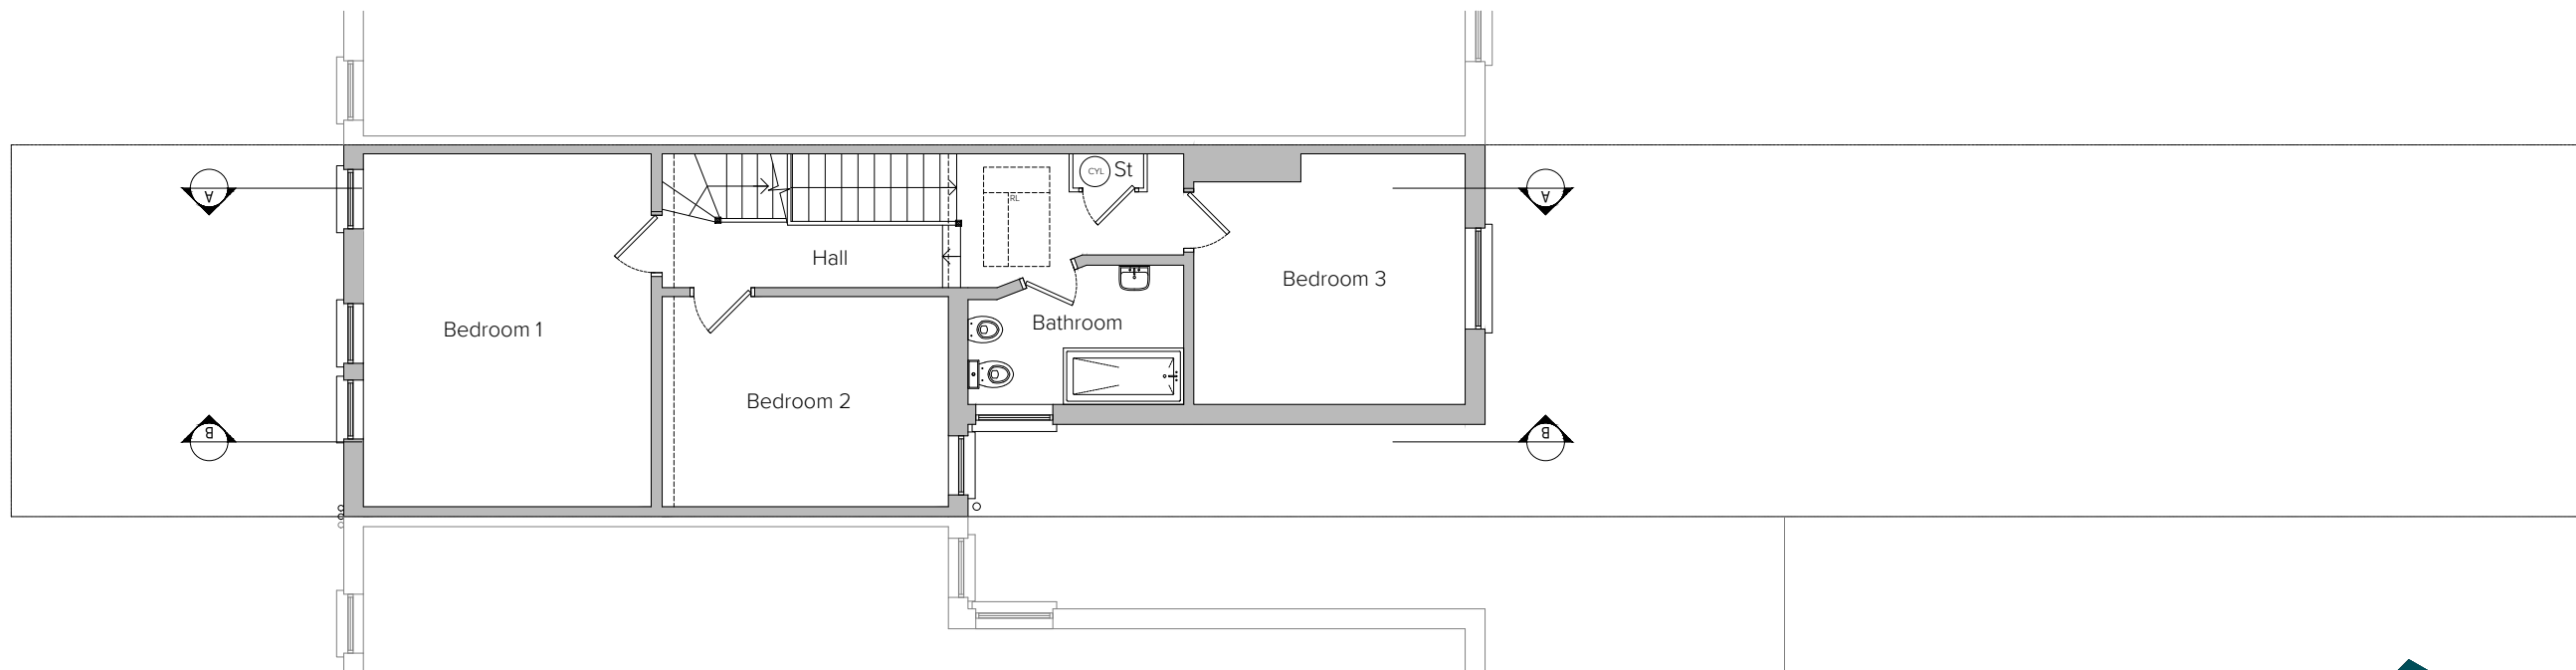 A
CYL
St
A
RL
Hall
Bedroom 3
Bedroom 1
Bathroom
Bedroom 2
B
B